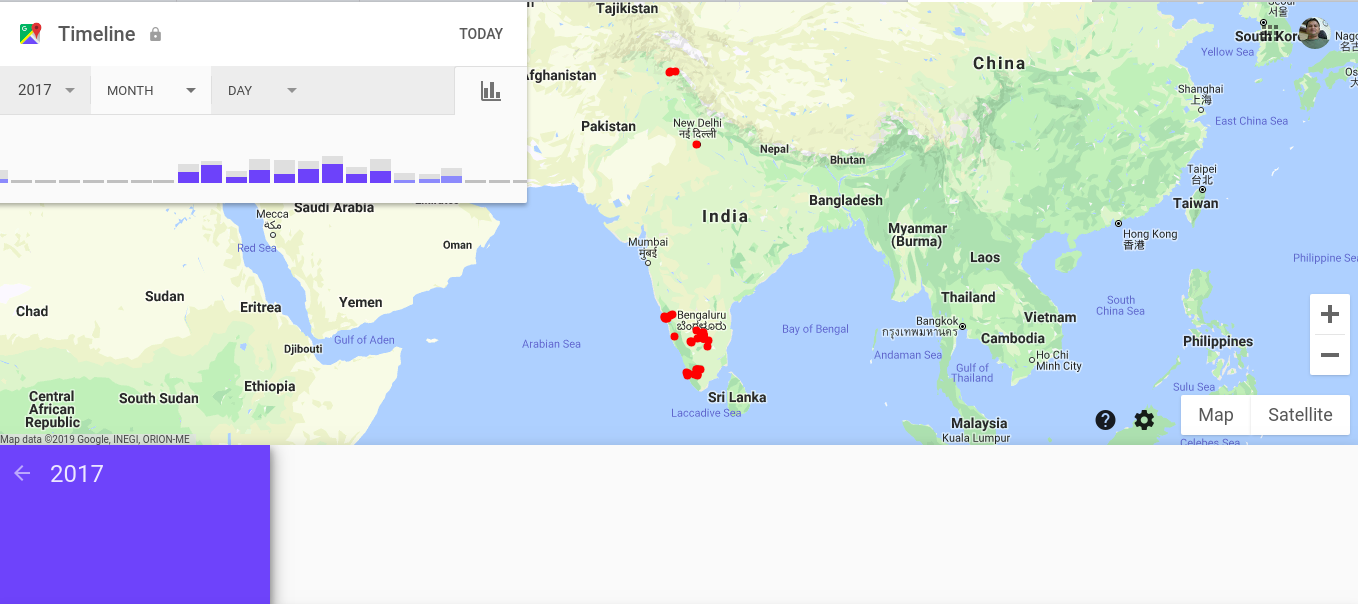 Timeline
TODAY
2017
MONTH
DAY
Tajikistan
Afghanistan
China
Pakistan
New Delhi
नई दिल्ली
Nepal
Bhutan
서울
South Kor
Yellow Sea
Nago
Shanghai
上海
East China Sea
Taipei
台北
Taiwan
India
Bangladesh
Myanmar
(Burma)
Hong Kong
香港
Laos
Philippine Sea
Mecca
مكة
Saudi Arabia
Red Sea
Oman
Mumbai
मुंबई
Chad
Sudan
Eritrea
Yemen
Thailand
South
China Sea
Vietnam
Djibouti
Gulf of Aden
Arabian Sea
Bengaluru
Bay of Bengal
Bangkok
กรุงเทพมหานคร
Cambodia
Philippines
Andaman Sea
Gulf of
Thailand
Ho Chi
Minh City
Ethiopia
South Sudan
Central
African
Republic
Sri Lanka
Laccadive Sea
Sulu Sea
Malaysia
Kuala Lumpur
Celebes Sea
?
+
−
Map
Satellite
Map data ©2019 Google, INEGI, ORION-ME
2017